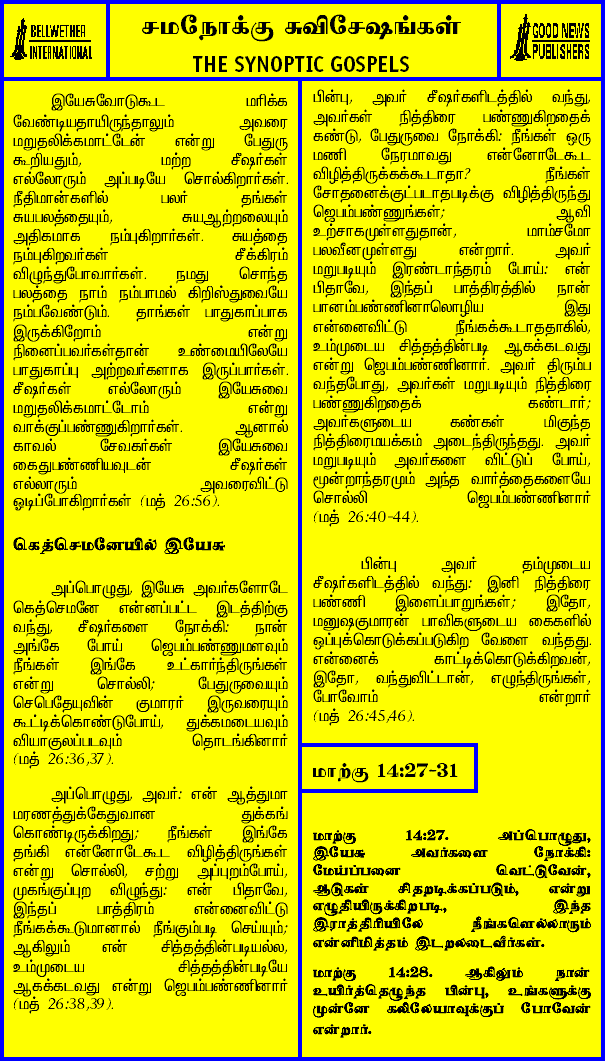 BELLWETHER
INTERNATIONAL
சமநோக்கு சுவிசேஷங்கள்
THE SYNOPTIC GOSPELS
GOOD NEWS
PUBLISHERS
இயேசுவோடுகூட மரிக்க
வேண்டியதாயிருந்தாலும் அவரை
மறுதலிக்கமாட்டேன் என்று பேதுரு
கூறியதும், மற்ற சீஷர்கள்
எல்லோரும் அப்படியே சொல்கிறார்கள்.
நீதிமான்களில் பலர் தங்கள்
சுயபலத்தையும், சுயஆற்றலையும்
அதிகமாக நம்புகிறார்கள். சுயத்தை
நம்புகிறவர்கள் சீக்கிரம்
விழுந்துபோவார்கள். நமது சொந்த
பலத்தை நாம் நம்பாமல் கிறிஸ்துவையே
நம்பவேண்டும். தாங்கள் பாதுகாப்பாக
இருக்கிறோம் என்று
நினைப்பவர்கள்தான் உண்மையிலேயே
பாதுகாப்பு அற்றவர்களாக இருப்பார்கள்.
சீஷர்கள் எல்லோரும் இயேசுவை
மறுதலிக்கமாட்டோம் என்று
வாக்குப்பண்ணுகிறார்கள். ஆனால்
காவல் சேவகர்கள் இயேசுவை
கைதுபண்ணியவுடன் சீஷர்கள்
எல்லாரும் அவரைவிட்டு
ஓடிப்போகிறார்கள் (மத் 26:56).
கெத்செமனேயில் இயேசு
அப்பொழுது, இயேசு அவர்களோடே
கெத்செமனே என்னப்பட்ட இடத்திற்கு
வந்து, சீஷர்களை நோக்கி: நான்
அங்கே போய் ஜெபம்பண்ணுமளவும்
நீங்கள் இங்கே உட்கார்ந்திருங்கள்
என்று சொல்லி; பேதுருவையும்
செபெதேயுவின் குமாரர் இருவரையும்
கூட்டிக்கொண்டுபோய், துக்கமடையவும்
வியாகுலப்படவும் தொடங்கினார்
(மத் 26:36,37).
அப்பொழுது, அவர்: என் ஆத்துமா
மரணத்துக்கேதுவான துக்கங்
கொண்டிருக்கிறது; நீங்கள் இங்கே
தங்கி என்னோடேகூட விழித்திருங்கள்
என்று சொல்லி, சற்று அப்புறம்போய்,
முகங்குப்புற விழுந்து: என் பிதாவே,
இந்தப் பாத்திரம் என்னைவிட்டு
நீங்கக்கூடுமானால் நீங்கும்படி செய்யும்;
ஆகிலும் என் சித்தத்தின்படியல்ல,
உம்முடைய சித்தத்தின்படியே
ஆகக்கடவது என்று ஜெபம்பண்ணினார்
(மத் 26:38,39).
பின்பு, அவர் சீஷர்களிடத்தில் வந்து,
அவர்கள் நித்திரை பண்ணுகிறதைக்
கண்டு, பேதுருவை நோக்கி: நீங்கள் ஒரு
மணி நேரமாவது என்னோடேகூட
விழித்திருக்கக்கூடாதா? நீங்கள்
சோதனைக்குட்படாதபடிக்கு விழித்திருந்து
ஜெபம்பண்ணுங்கள்; ஆவி
உற்சாகமுள்ளதுதான், மாம்சமோ
பலவீனமுள்ளது என்றார். அவர்
மறுபடியும் இரண்டாந்தரம் போய்: என்
பிதாவே, இந்தப் பாத்திரத்தில் நான்
பானம்பண்ணினாலொழிய இது
என்னைவிட்டு நீங்கக்கூடாததாகில்,
உம்முடைய சித்தத்தின்படி ஆகக்கடவது
என்று ஜெபம்பண்ணினார். அவர் திரும்ப
வந்தபோது, அவர்கள் மறுபடியும் நித்திரை
பண்ணுகிறதைக் கண்டார்;
அவர்களுடைய கண்கள் மிகுந்த
நித்திரைமயக்கம் அடைந்திருந்தது. அவர்
மறுபடியும் அவர்களை விட்டுப் போய்,
மூன்றாந்தரமும் அந்த வார்த்தைகளையே
சொல்லி ஜெபம்பண்ணினார்
(மத் 26:40-44).
பின்பு அவர் தம்முடைய
சீஷர்களிடத்தில் வந்து: இனி நித்திரை
பண்ணி இளைப்பாறுங்கள்; இதோ,
மனுஷகுமாரன் பாவிகளுடைய கைகளில்
ஒப்புக்கொடுக்கப்படுகிற வேளை வந்தது.
என்னைக் காட்டிக்கொடுக்கிறவன்,
இதோ, வந்துவிட்டான், எழுந்திருங்கள்,
போவோம் என்றார்
(மத் 26:45,46).
மாற்கு 14:27-31
மாற்கு 14:27. அப்பொழுது,
இயேசு அவர்களை நோக்கி:
மேய்ப்பனை வெட்டுவேன்,
ஆடுகள் சிதறடிக்கப்படும், என்று
எழுதியிருக்கிறபடி, இந்த
இராத்திரியிலே நீங்களெல்லாரும்
என்னிமித்தம் இடறலடைவீர்கள்.
மாற்கு 14:28. ஆகிலும் நான்
உயிர்த்தெழுந்த பின்பு, உங்களுக்கு
முன்னே கலிலேயாவுக்குப் போவேன்
என்றார்.